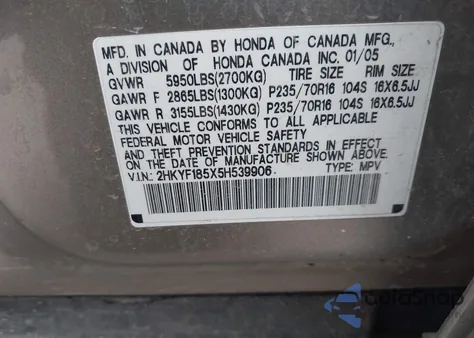 MFD. IN CANADA BY HONDA OF CANADA MFG.,
A DIVISION OF HONDA CANADA INC. 01/05
GVWR 5950LBS(2700KG) TIRE SIZE RIM SIZE
GAWR F 2865LBS(1300KG) P235/70R16 104S 16X6.5JJ
GAWR R 3155LBS(1430KG) P235/70R16 104S 16X6.5JJ
THIS VEHICLE CONFORMS TO ALL APPLICABLE
FEDERAL MOTOR VEHICLE SAFETY
AND THEFT PREVENTION STANDARDS IN
EFFECT ON THE DATE OF MANUFACTURE SHOWN ABOVE.
V.I.N.: 2HKYF185X5H539906 TYPE: MPV